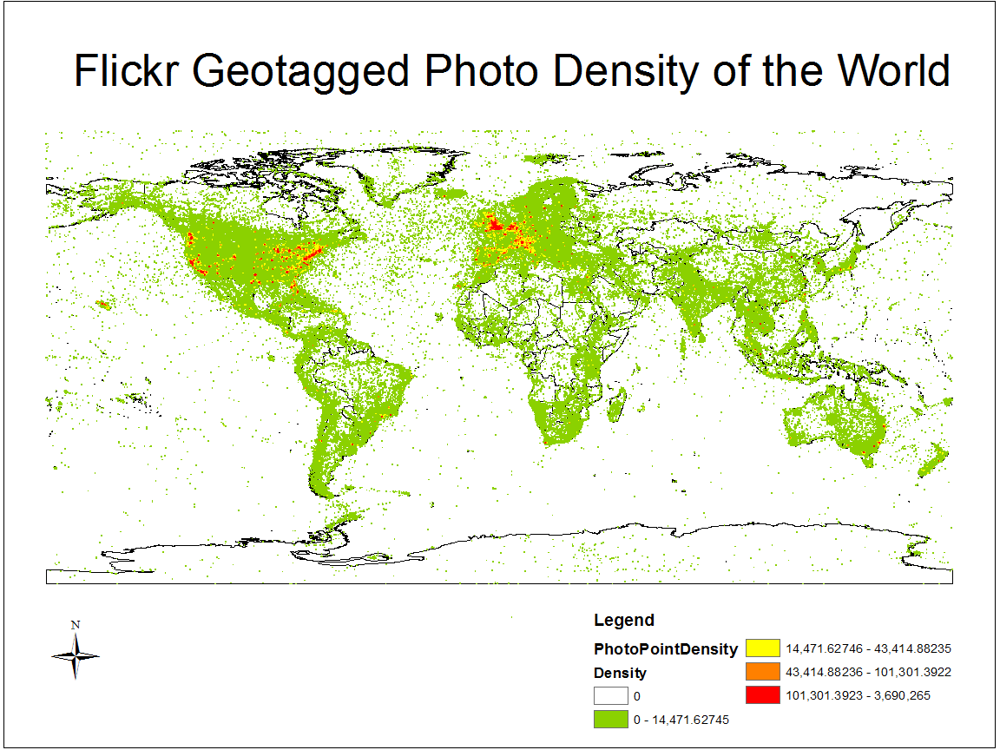 Flickr Geotagged Photo Density of the World
N
Legend
PhotoPointDensity
Density
0
0 - 14,471.62745
14,471.62746 - 43,414.88235
43,414.88236 - 101,301.3922
101,301.3923 - 3,690,265